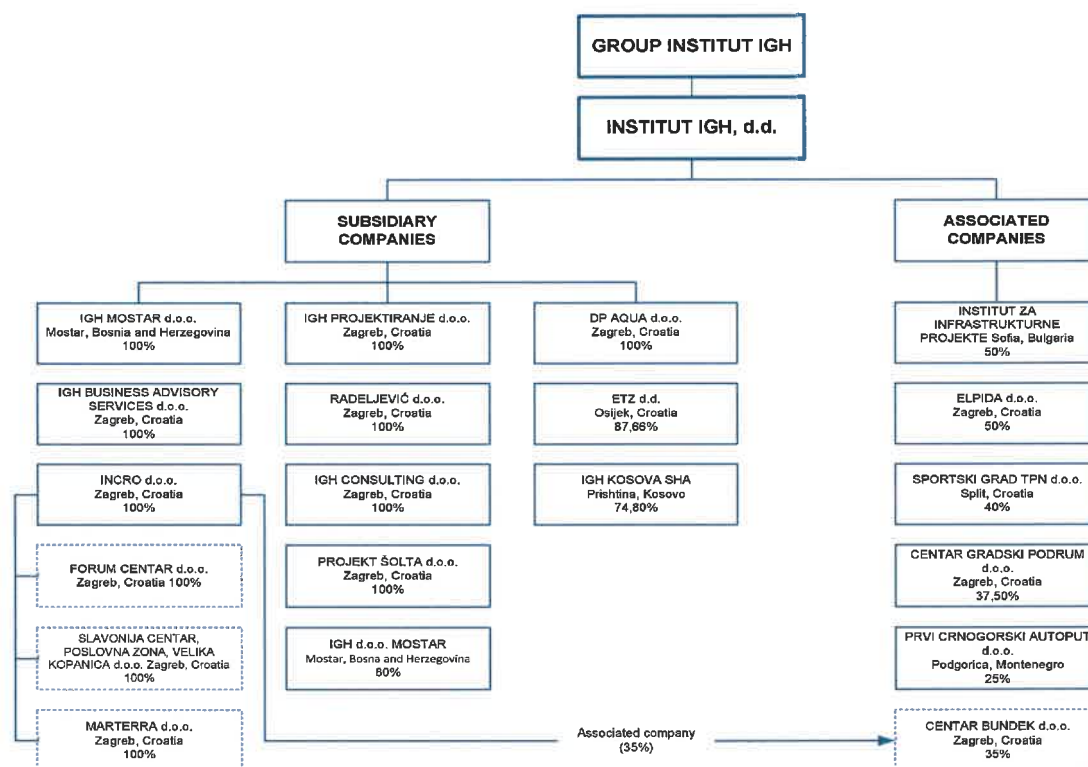 GROUP INSTITUT IGH
INSTITUT IGH, d.d.
SUBSIDIARY
COMPANIES
ASSOCIATED
COMPANIES
IGH MOSTAR d.o.o.
Mostar, Bosnia and Herzegovina
100%
IGH PROJEKTIRANJE d.o.o.
Zagreb, Croatia
100%
DP AQUA d.o.o.
Zagreb, Croatia
100%
INSTITUT ZA
INFRASTRUKTURNE
PROJEKTE Sofia, Bulgaria
50%
IGH BUSINESS ADVISORY
SERVICES d.o.o.
Zagreb, Croatia
100%
RADELJEVIĆ d.o.o.
Zagreb, Croatia
100%
ETZ d.d.
Osijek, Croatia
87,66%
ELPIDA d.o.o.
Zagreb, Croatia
50%
INCRO d.o.o.
Zagreb, Croatia
100%
IGH CONSULTING d.o.o.
Zagreb, Croatia
100%
IGH KOSOVA SHA
Prishtina, Kosovo
74,80%
SPORTSKI GRAD TPN d.o.o.
Split, Croatia
40%
FORUM CENTAR d.o.o.
Zagreb, Croatia 100%
PROJEKT ŠOLTA d.o.o.
Zagreb, Croatia
100%
CENTAR GRADSKI PODRUM
d.o.o.
Zagreb, Croatia
37,50%
SLAVONIJA CENTAR,
POSLOVNA ZONA, VELIKA
KOPANICA d.o.o. Zagreb, Croatia
100%
IGH d.o.o. MOSTAR
Mostar, Bosna and Herzegovina
60%
PRVI CRNOGORSKI AUTOPUT
d.o.o.
Podgorica, Montenegro
25%
MARTERRA d.o.o.
Zagreb, Croatia
100%
Associated company
(35%)
CENTAR BUNDEK d.o.o.
Zagreb, Croatia
35%